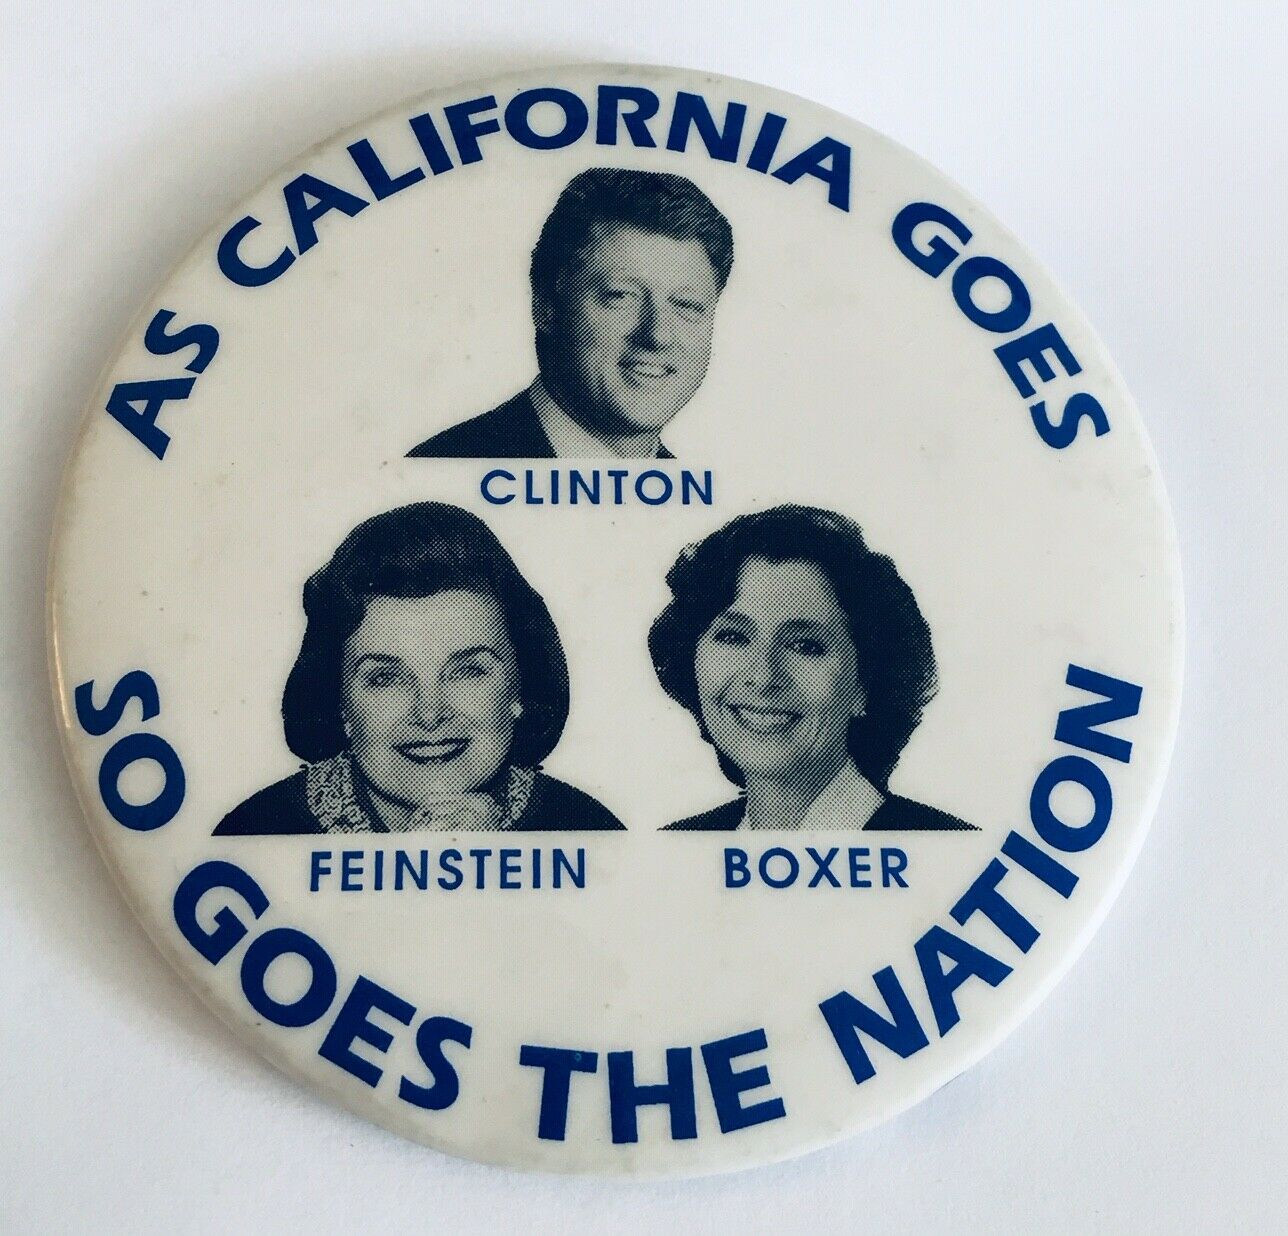 AS CALIFORNIA GOES
CLINTON
FEINSTEIN
BOXER
SO GOES THE NATION